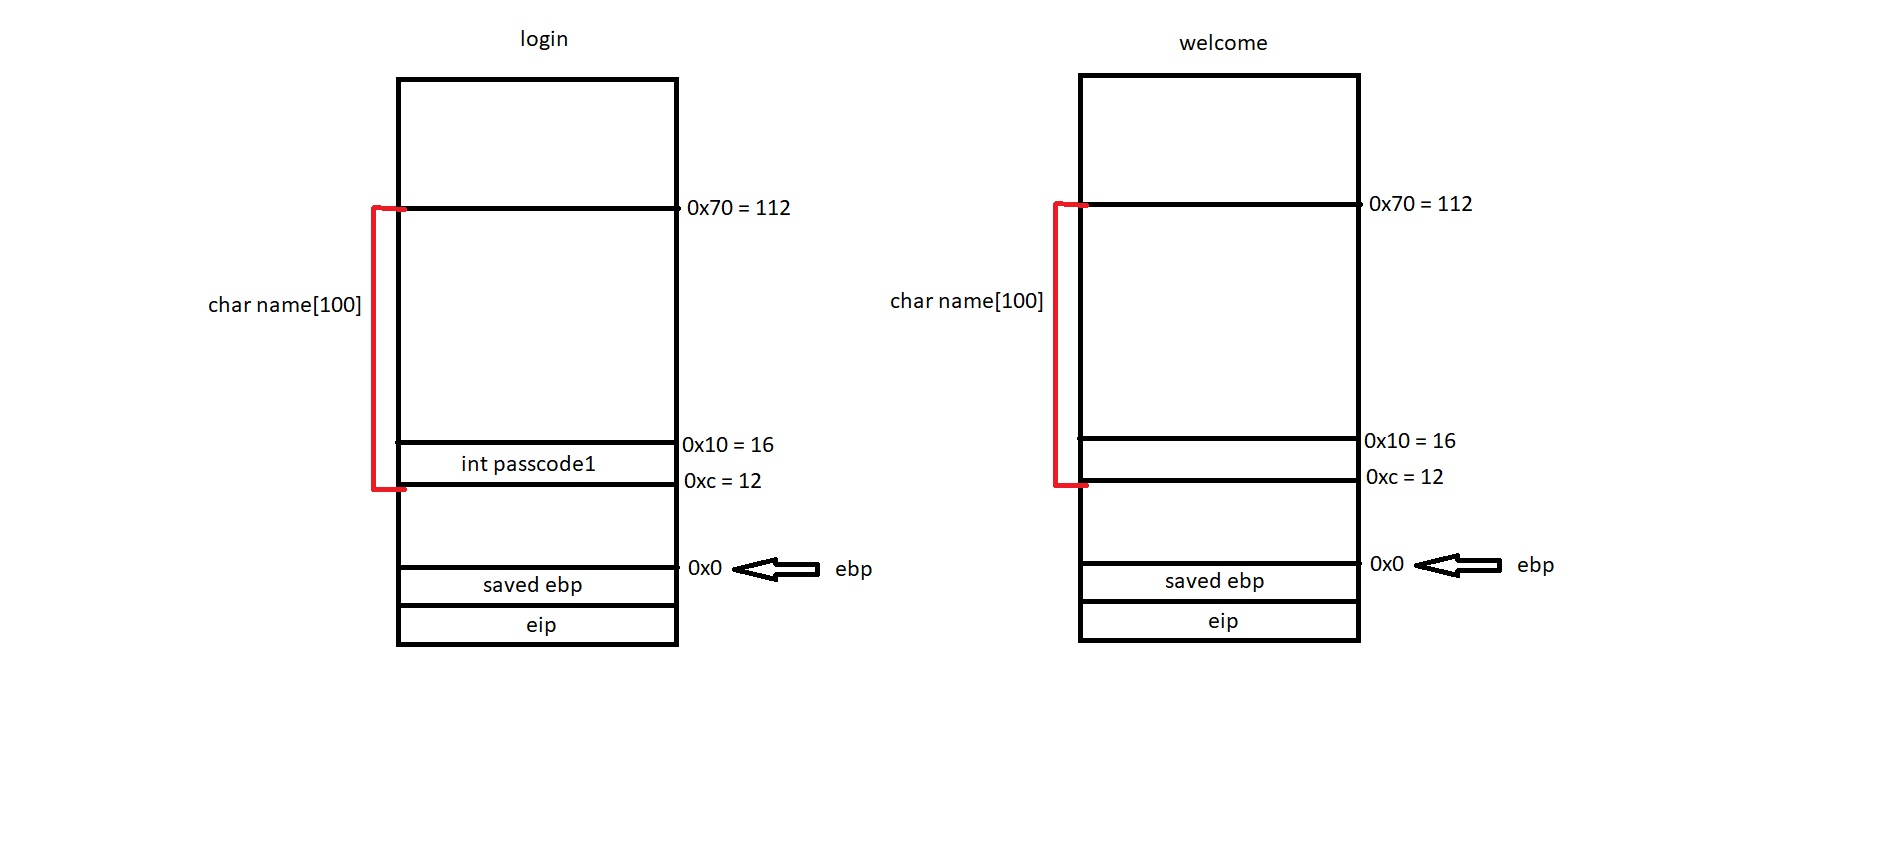 login
0x70 = 112
char name[100]
0x10 = 16
int passcode1
0xc = 12
0x0
ebp
saved ebp
eip
welcome
0x70 = 112
char name[100]
0x10 = 16
0xc = 12
0x0
ebp
saved ebp
eip